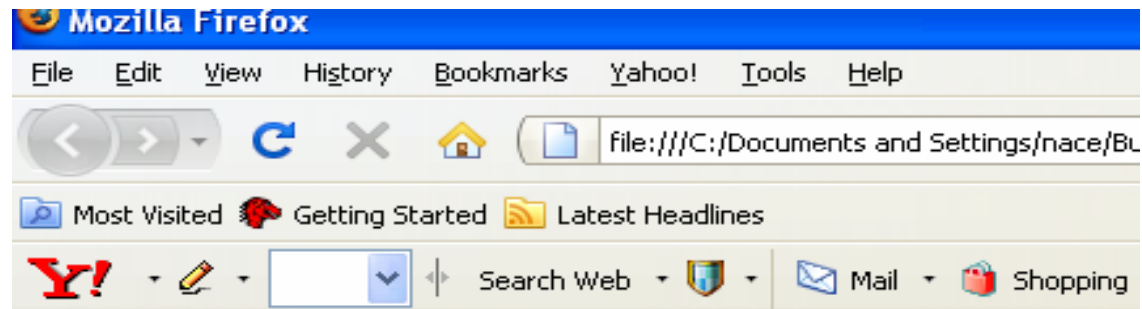 Mozilla Firefox
File Edit View History Bookmarks Yahoo! Tools Help
file:///C:/Documents and Settings/nace/Bu
Most Visited Getting Started Latest Headlines
Y! Search Web Mail Shopping